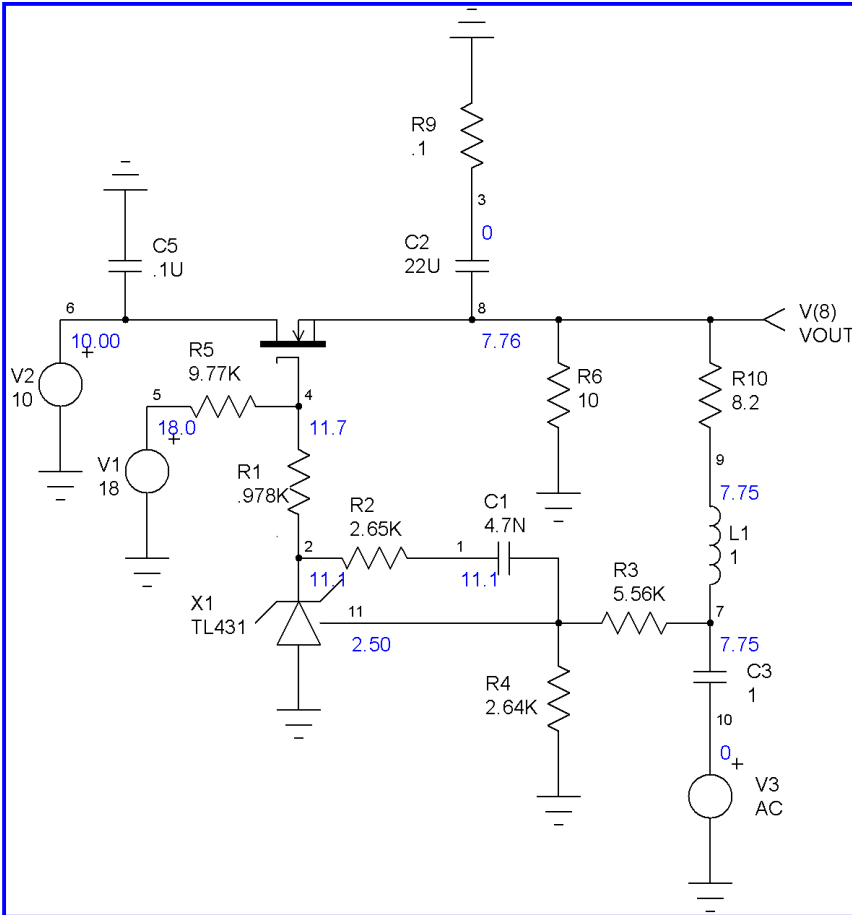 R9
.1
3
0
C5
.1U
C2
22U
6
10.00
+
8
7.76
V(8)
VOUT
V2
10
R5
9.77K
R6
10
R10
8.2
5
18.0
+
4
11.7
V1
18
9
7.75
R1
.978K
R2
2.65K
C1
4.7N
L1
1
2
11.1
1
11.1
R3
5.56K
X1
TL431
11
2.50
7
7.75
R4
2.64K
C3
1
10
0
+
V3
AC